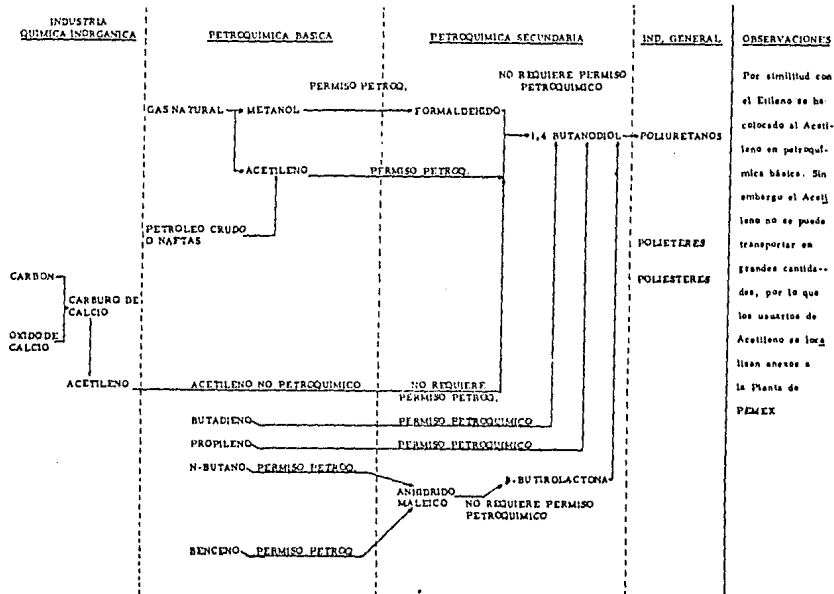 INDUSTRIA
QUIMICA INORGANICA
PETROQUIMICA BASICA
PETROQUIMICA SECUNDARIA
IND. GENERAL
OBSERVACIONES
PERMISO PETROQ.
NO REQUIERE PERMISO
PETROQUIMICO
GAS NATURAL
METANOL
FORMALDEHIDO
1,4 BUTANODIOL
POLIURETANOS
ACETILENO
PERMISO PETROQ.
PETROLEO CRUDO
O NAFTAS
POLIETERES
POLIESTERES
CARBON
CARBURO DE
CALCIO
OXIDO DE
CALCIO
ACETILENO
ACETILENO NO PETROQUIMICO
NO REQUIERE
PERMISO PETROQ.
BUTADIENO
PERMISO PETROQUIMICO
PROPILENO
PERMISO PETROQUIMICO
N-BUTANO
PERMISO PETROQ.
ANHIDRIDO
MALEICO
-BUTIROLACTONA
NO REQUIERE PERMISO
PETROQUIMICO
BENCENO
PERMISO PETROQ
Por similitud con
el Etileno se ha
colocado al Aceti-
leno en petroquí-
mica básica. Sin
embargo el Aceti
leno no se puede
transportar en
grandes cantida--
des, por lo que
los usuarios de
Acetileno se loca
lizan anexos a
la Planta de
PEMEX